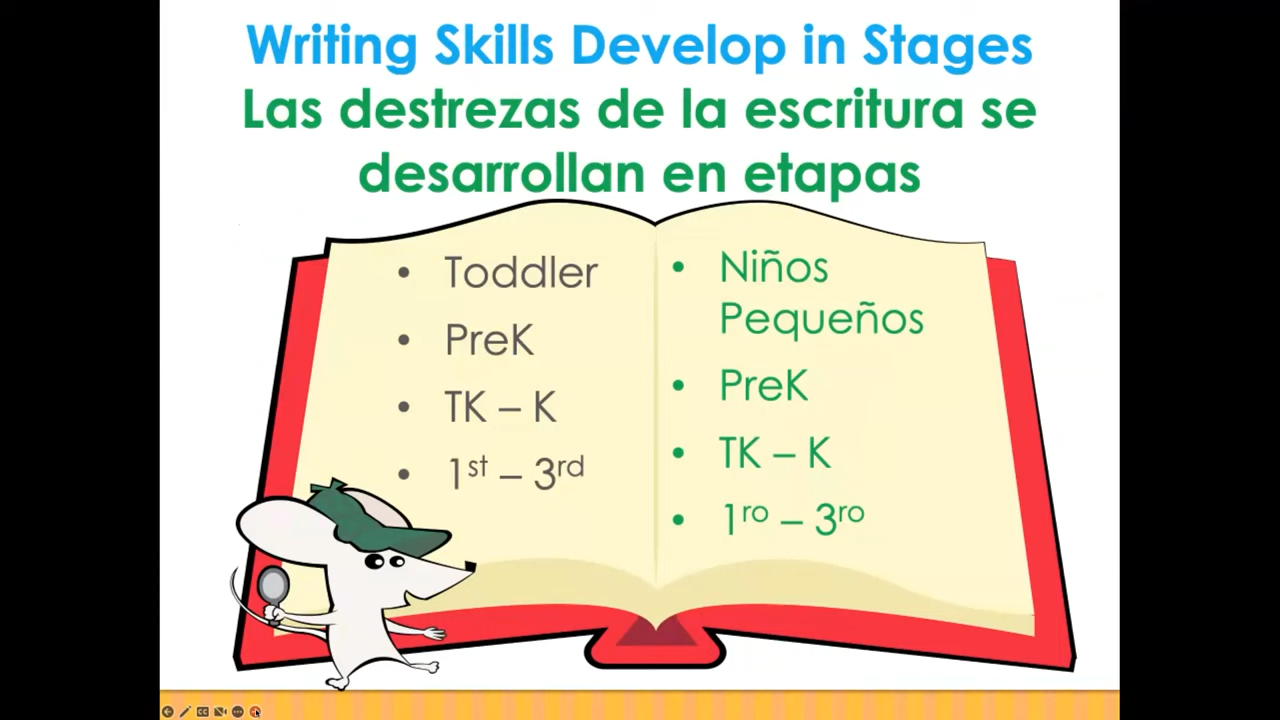 Writing Skills Develop in Stages
Las destrezas de la escritura se
desarrollan en etapas
• Toddler
• PreK
• TK – K
• 1st – 3rd
• Niños
Pequeños
• PreK
• TK – K
• 1ro – 3ro